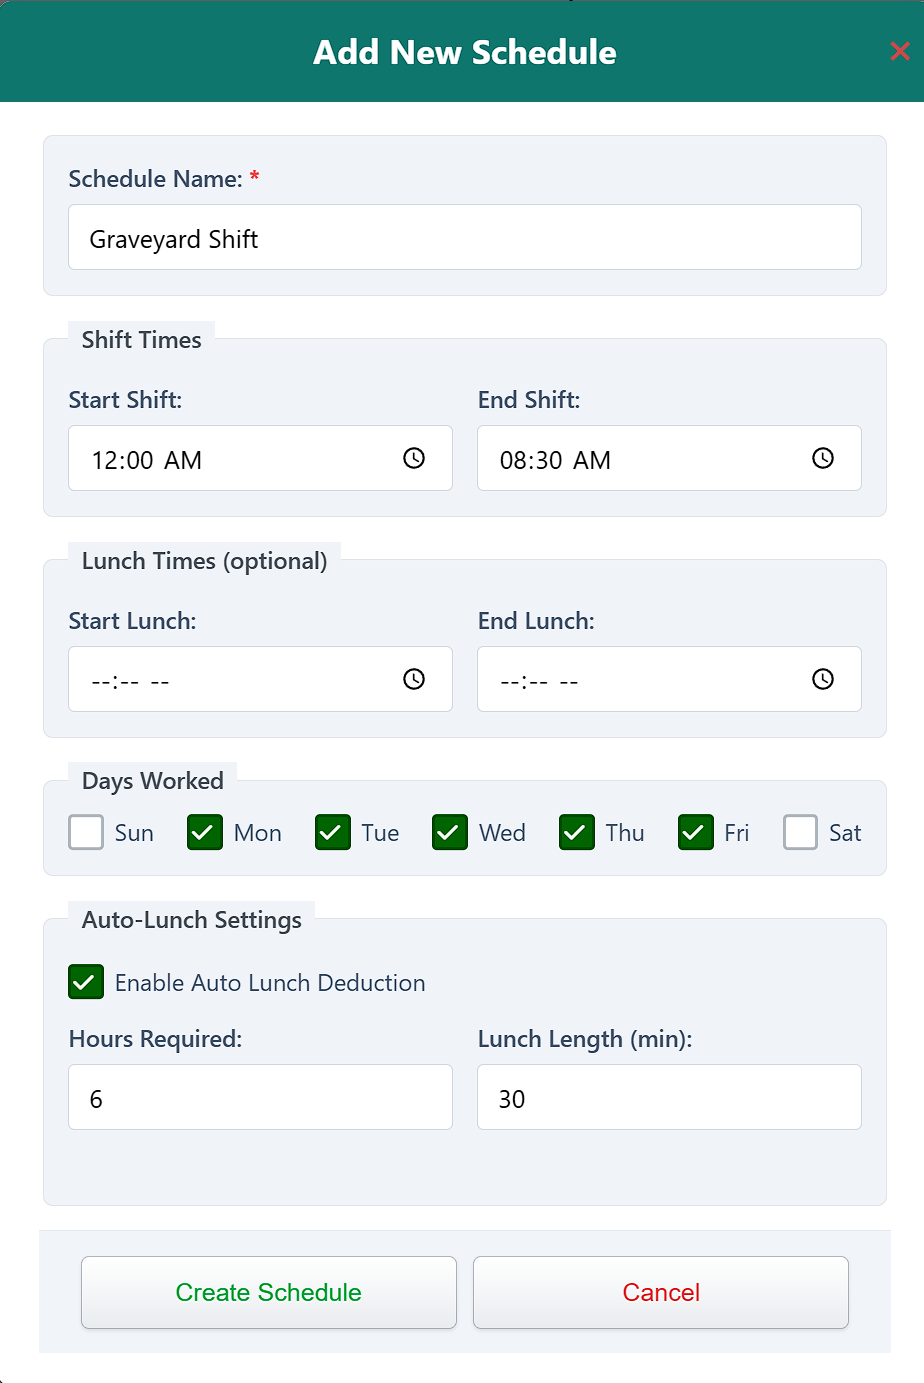 Add New Schedule
Schedule Name: *
Graveyard Shift
Shift Times
Start Shift: End Shift:
12:00 AM 08:30 AM
Lunch Times (optional)
Start Lunch: End Lunch:
--:-- -- --:-- --
Days Worked
Sun Mon Tue Wed Thu Fri Sat
Auto-Lunch Settings
Enable Auto Lunch Deduction
Hours Required: Lunch Length (min):
6 30
Create Schedule Cancel